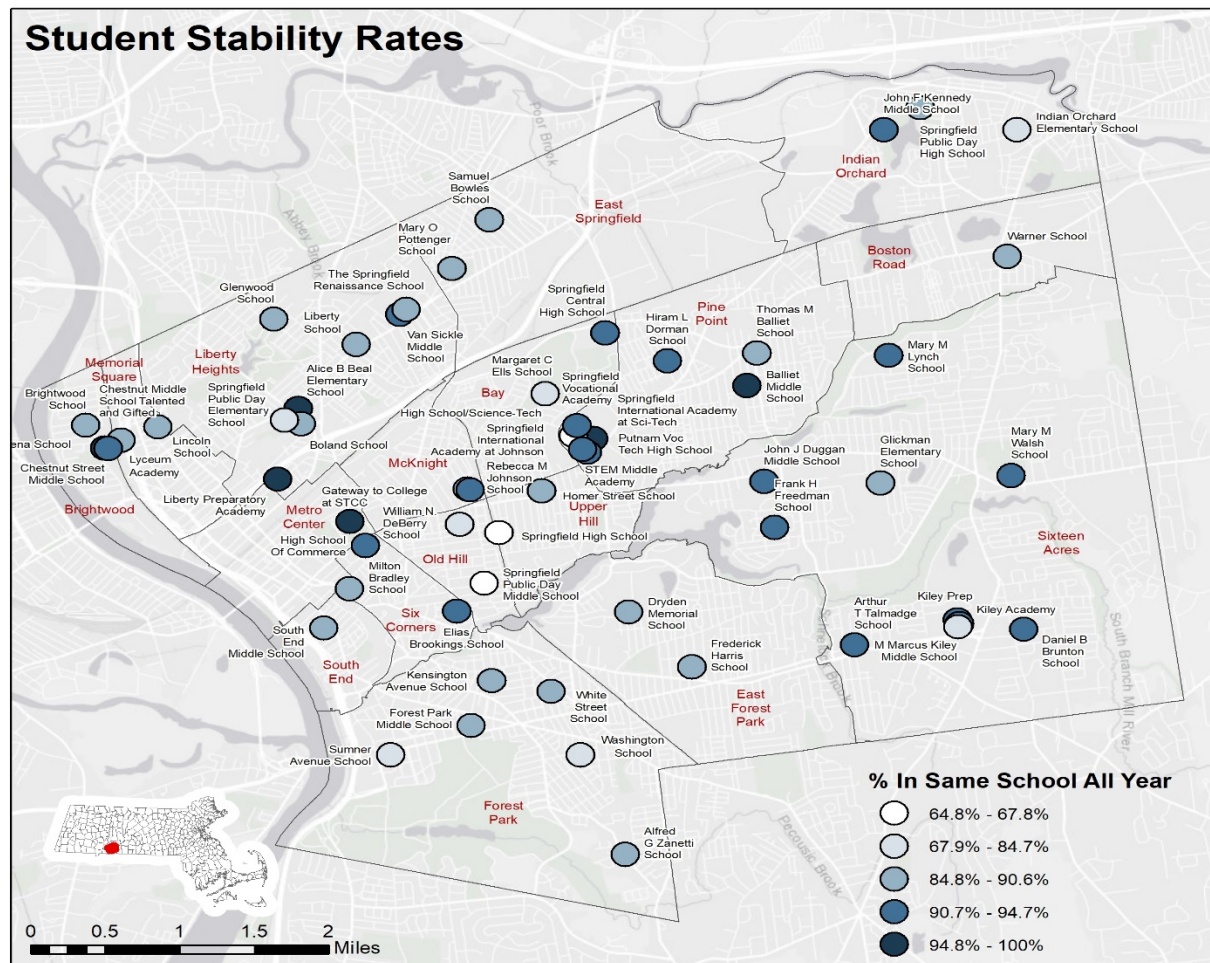 Student Stability Rates
John F Kennedy
Middle School
Springfield
Public Day
High School
Indian Orchard
Elementary School
Indian
Orchard
Poor Brook
Samuel
Bowles
School
East
Springfield
Abbey Brook
Mary O
Pottenger
School
Warner School
Boston
Road
The Springfield
Renaissance School
Glenwood
School
Liberty
School
Van Sickle
Middle
School
Springfield
Central
High School
Hiram L
Dorman
School
Pine
Point
Thomas M
Balliet School
Mary M
Lynch
School
Balliet
Middle
School
Memorial
Square
Liberty
Heights
Alice B Beal
Elementary
School
Margaret C
Ells School
Bay
Springfield
Vocational
Academy
Brightwood
School
Chestnut Middle
School Talented
and Gifted
Springfield
Public Day
Elementary
School
High School/Science-Tech
Springfield
International Academy
at Sci-Tech
Springfield
International
Academy at Johnson
ena School
Chestnut Street
Middle School
Lyceum
Academy
Lincoln
School
Boland School
McKnight
Putnam Voc
Tech High School
Rebecca M
Johnson
School
STEM Middle
Academy
Homer Street School
Upper
Hill
John J Duggan
Middle School
Glickman
Elementary
School
Mary M
Walsh
School
Frank H
Freedman
School
Brightwood
Liberty Preparatory
Academy
Metro
Center
Gateway to College
at STCC
William N.
DeBerry
School
Springfield High School
High School
Of Commerce
Old Hill
Sixteen
Acres
Milton
Bradley
School
Springfield
Public Day
Middle School
Six
Corners
Elias
Brookings School
South
End
Middle School
South
End
Dryden
Memorial
School
Arthur
T Talmadge
School
Kiley Prep
Kiley Academy
M Marcus Kiley
Middle School
Daniel B
Brunton
School
South Branch Mill River
Frederick
Harris
School
East
Forest
Park
Kensington
Avenue School
White
Street
School
Forest Park
Middle School
Sumner
Avenue School
Washington
School
Forest
Park
Alfred
G Zanetti
School
Pecousic Brook
% In Same School All Year
64.8% - 67.8%
67.9% - 84.7%
84.8% - 90.6%
90.7% - 94.7%
94.8% - 100%
0 0.5 1 1.5 2
Miles